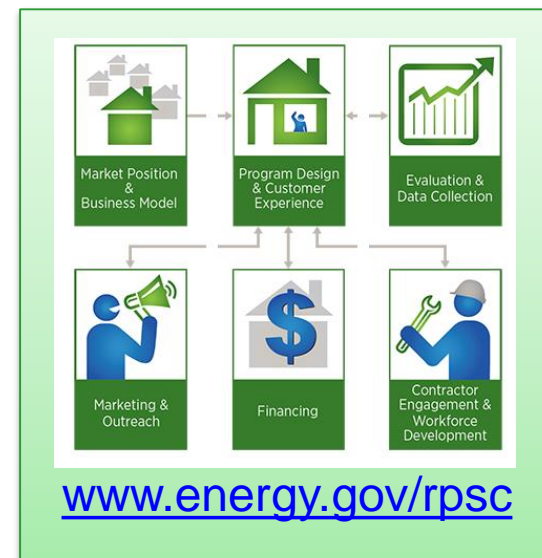 Market Position
&
Business Model
Program Design
& Customer
Experience
Evaluation &
Data Collection
Marketing &
Outreach
$
Financing
Contractor
Engagement &
Workforce
Development
www.energy.gov/rpsc